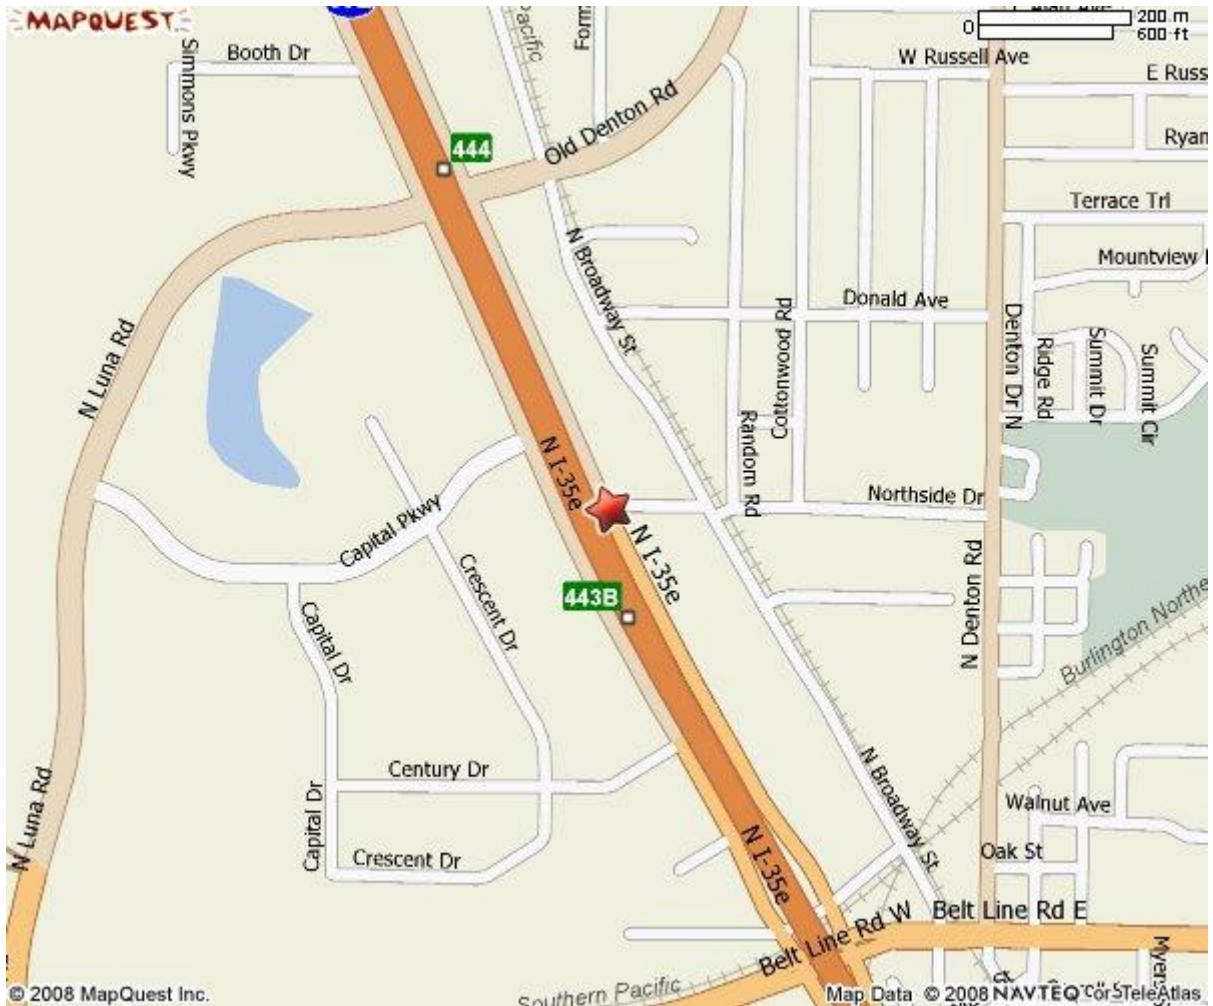 MAPQUEST
0
200 m
600 ft
Simmons Pkwy
Booth Dr
Pacific
W Russell Ave
E Russ
Ryan
444
Old Denton Rd
Terrace Trl
Mountview
N Broadway St
Donald Ave
N Luna Rd
Cottonwood Rd
Denton Dr N
Ridge Rd
Summit Dr
Summit Cir
Random Rd
N I-35e
Capital Pkwy
Northside Dr
N I-35e
Crescent Dr
443B
N Denton Rd
Capital Dr
Burlington Northe
Century Dr
N Broadway St
Walnut Ave
N Luna Rd
Capital Dr
Crescent Dr
N I-35e
Oak St
Belt Line Rd W
Belt Line Rd E
Myers
St
Southern Pacific
© 2008 MapQuest Inc.
Map Data © 2008 NAVTEQ or TeleAtlas